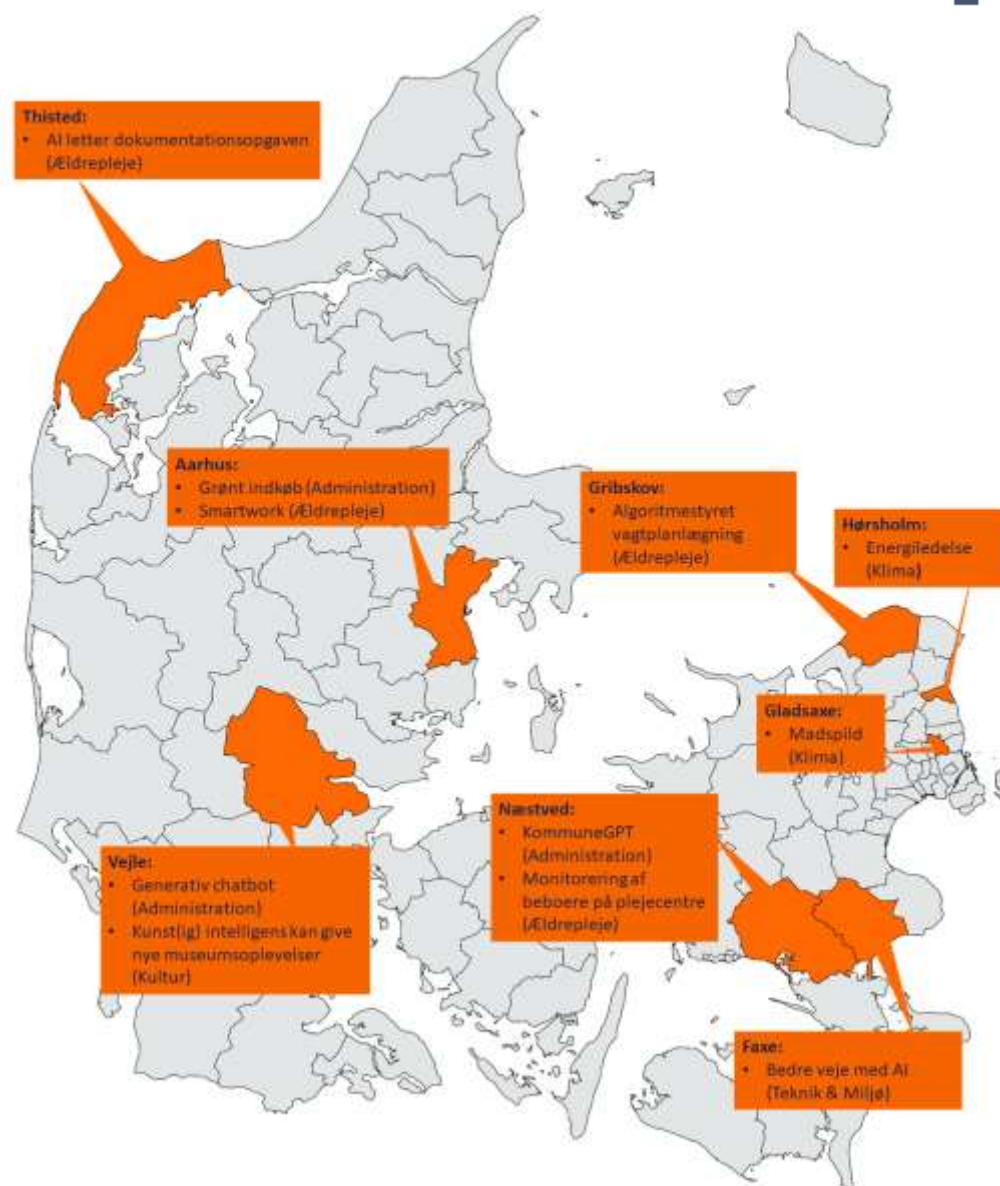 Thisted:
• AI letter dokumentationsopgaven
(Ældrepleje)
Aarhus:
• Grønt indkøb (Administration)
• Smartwork (Ældrepleje)
Gribskov:
• Algoritmestyret
vagtplanlægning
(Ældrepleje)
Hørsholm:
• Energiledelse
(Klima)
Gladsaxe:
• Madspild
(Klima)
Næstved:
• KommuneGPT
(Administration)
• Monitorering af
beboere på plejecentre
(Ældrepleje)
Vejle:
• Generativ chatbot
(Administration)
• Kunst(ig) intelligens kan give
nye museumsoplevelser
(Kultur)
Faxe:
• Bedre veje med AI
(Teknik & Miljø)